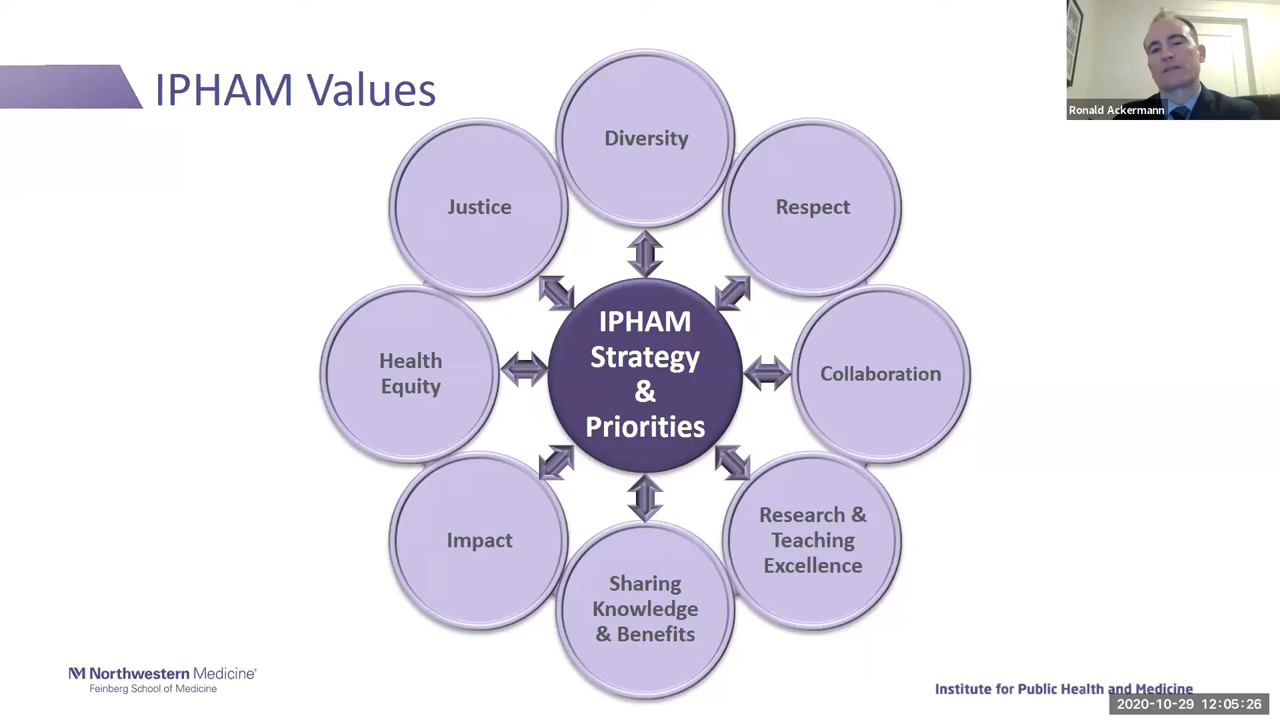 IPHAM Values
Ronald Ackermann
Diversity
Justice
Respect
IPHAM
Strategy
&
Priorities
Health
Equity
Collaboration
Impact
Research &
Teaching
Excellence
Sharing
Knowledge
& Benefits
NM Northwestern Medicine®
Feinberg School of Medicine
Institute for Public Health and Medicine
2020-10-29 12:05:26